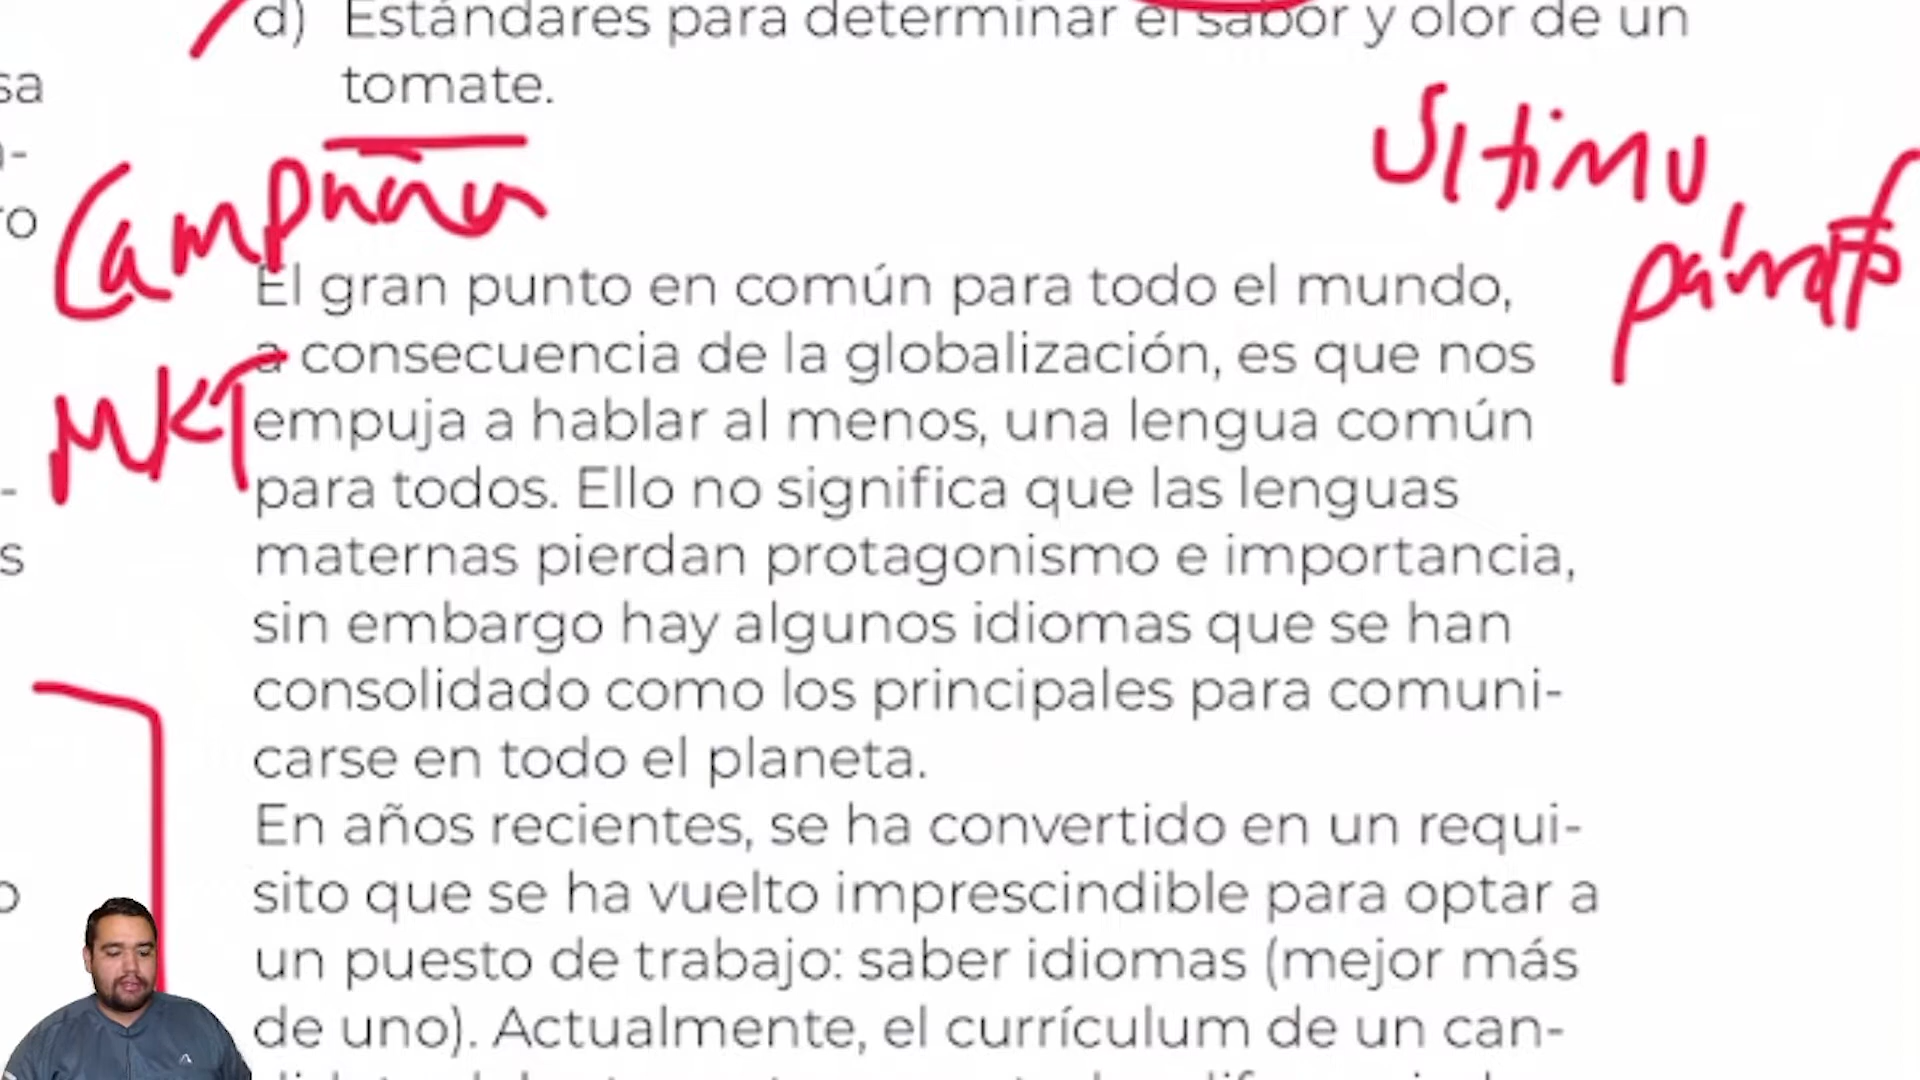 d) Estándares para determinar el sabor y olor de un
tomate.
sa
ro
s
o
Campaña
MKT
Ultimo
párrafo
El gran punto en común para todo el mundo,
a consecuencia de la globalización, es que nos
empuja a hablar al menos, una lengua común
para todos. Ello no significa que las lenguas
maternas pierdan protagonismo e importancia,
sin embargo hay algunos idiomas que se han
consolidado como los principales para comuni-
carse en todo el planeta.
En años recientes, se ha convertido en un requi-
sito que se ha vuelto imprescindible para optar a
un puesto de trabajo: saber idiomas (mejor más
de uno). Actualmente, el currículum de un can-